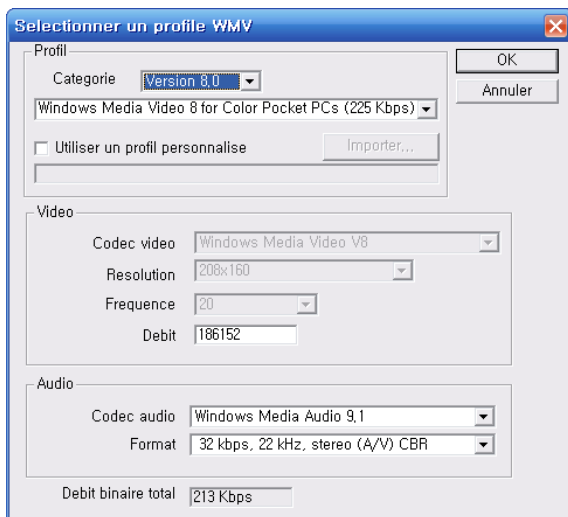 Selectionner un profile WMV
Profil
Categorie Version 8,0
Windows Media Video 8 for Color Pocket PCs (225 Kbps)
Utiliser un profil personnalise Importer...
OK
Annuler
Video
Codec video Windows Media Video V8
Resolution 208x160
Frequence 20
Debit 186152
Audio
Codec audio Windows Media Audio 9,1
Format 32 kbps, 22 kHz, stereo (A/V) CBR
Debit binaire total 213 Kbps